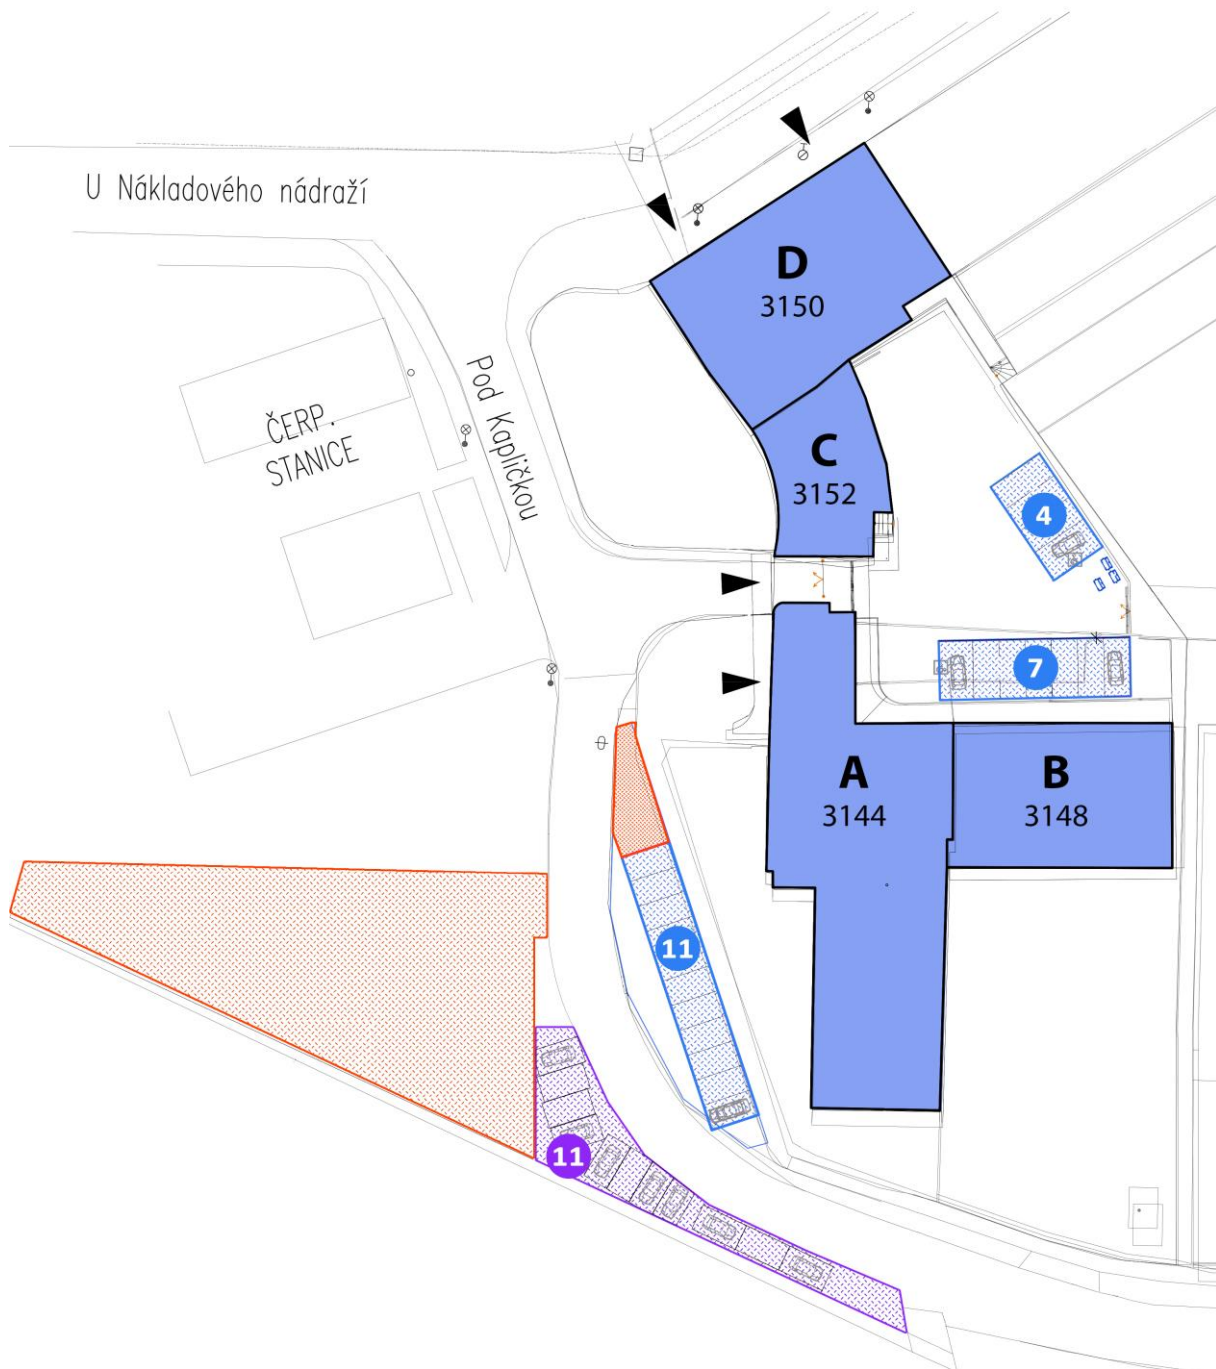 U Nákladového nádraží
D
3150
Pod Kapličkou
ČERP.
STANICE
C
3152
4
7
A
3144
B
3148
11
11